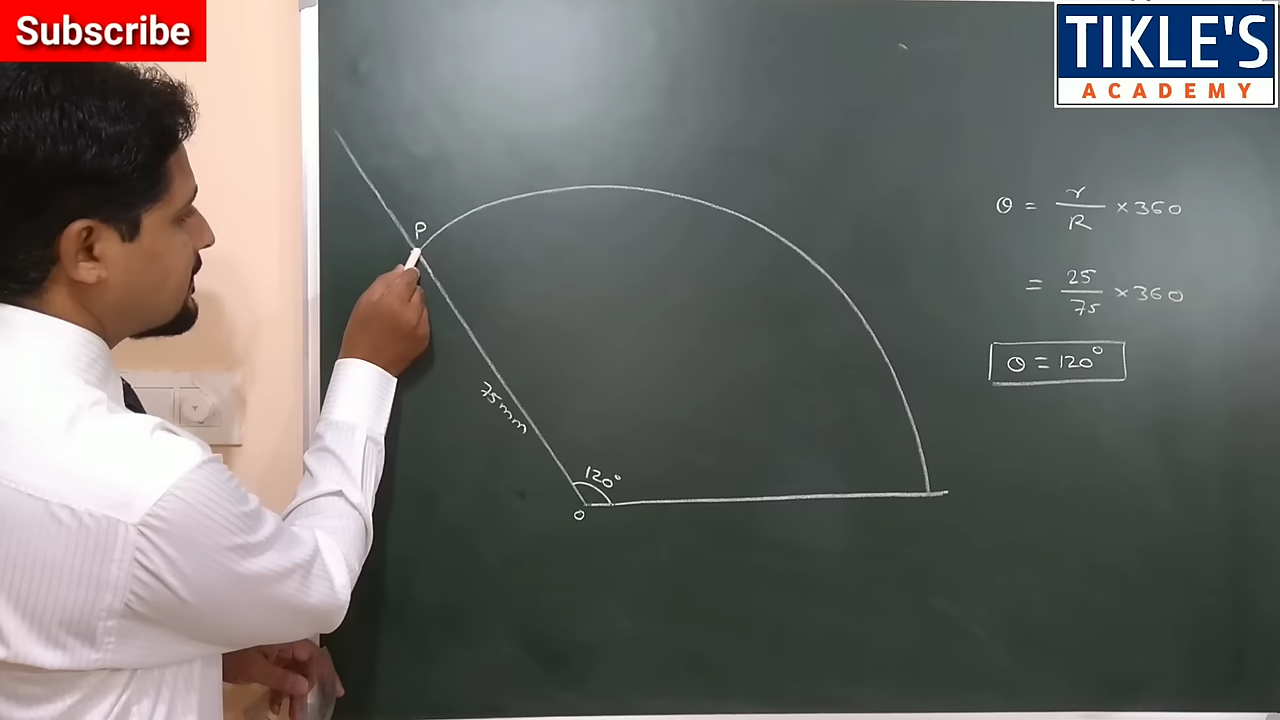 Subscribe
TIKLE'S
ACADEMY
P
75mm
120°
O
θ = r/R × 360
= 25/75 × 360
θ = 120°